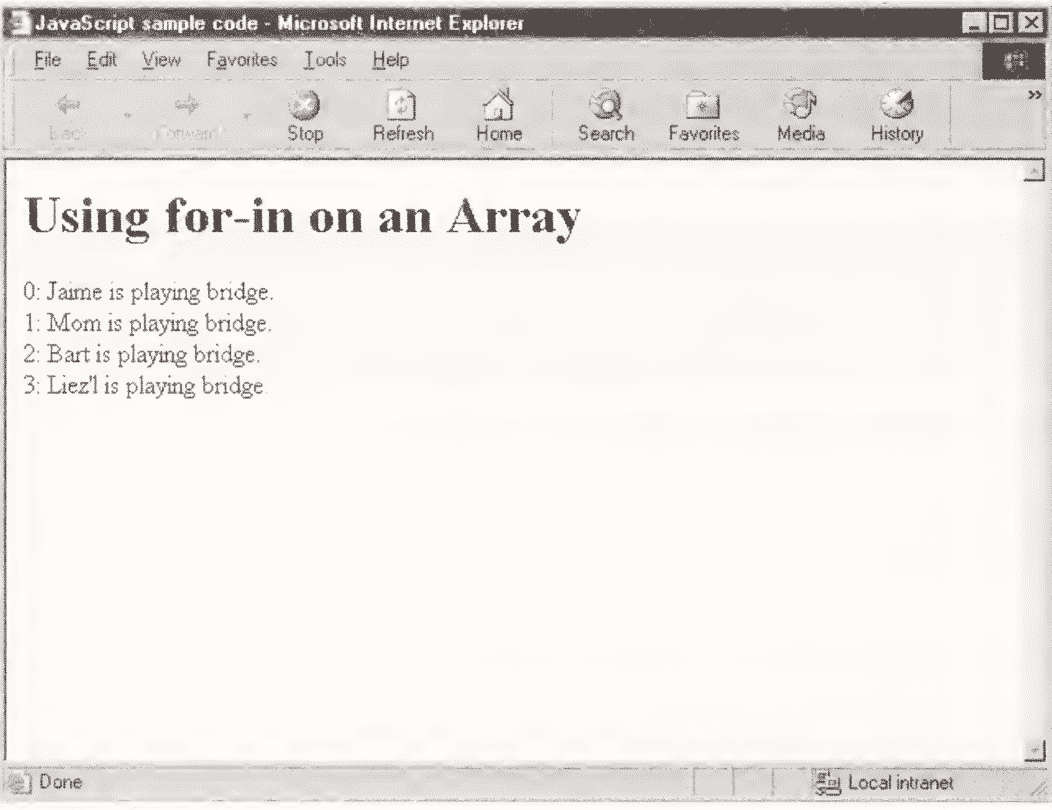 JavaScript sample code - Microsoft Internet Explorer
File Edit View Favorites Tools Help
Back Forward Stop Refresh Home Search Favorites Media History »
Using for-in on an Array
0: Jaime is playing bridge.
1: Mom is playing bridge.
2: Bart is playing bridge.
3: Liez'l is playing bridge.
Done Local intranet